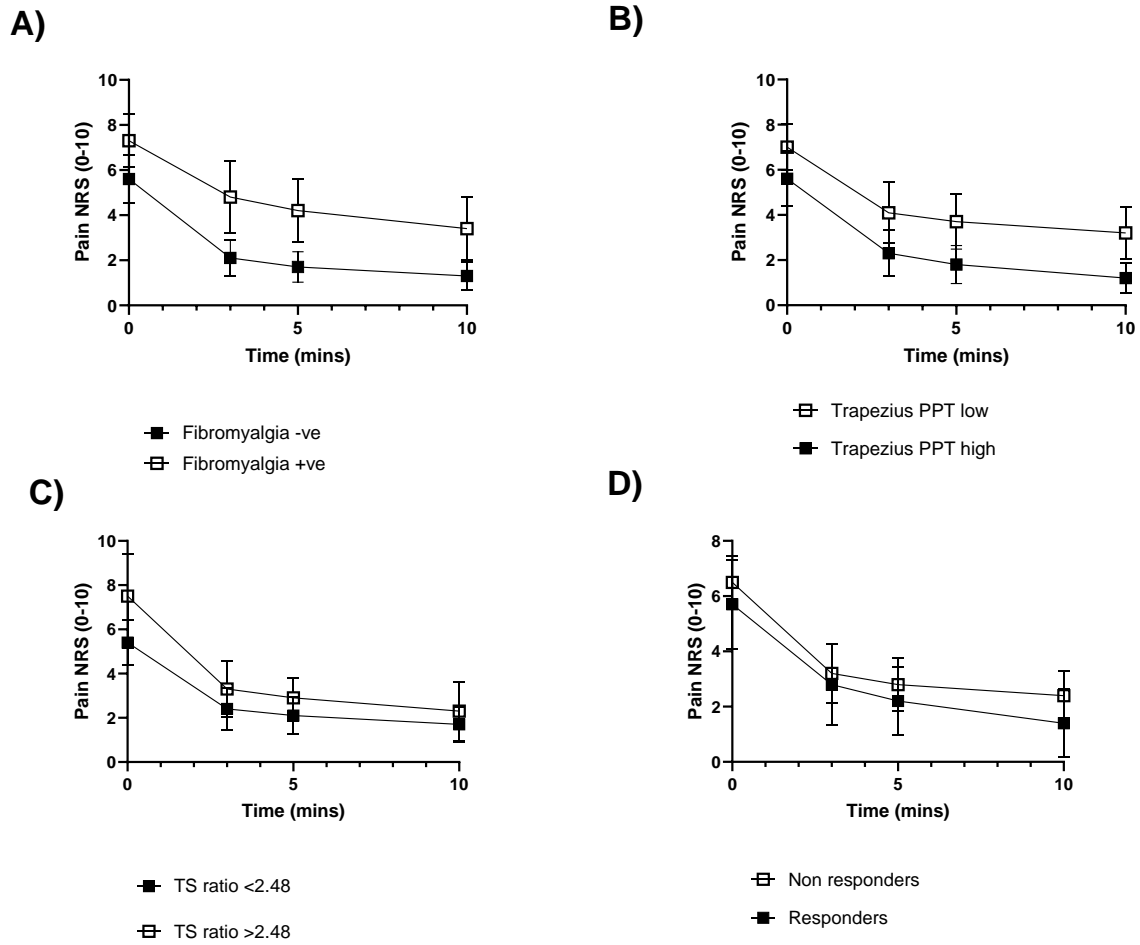 A)
Pain NRS (0-10)
10
8
6
4
2
0
0
5
10
Time (mins)
Fibromyalgia -ve
Fibromyalgia +ve
B)
Pain NRS (0-10)
10
8
6
4
2
0
0
5
10
Time (mins)
Trapezius PPT low
Trapezius PPT high
C)
Pain NRS (0-10)
10
8
6
4
2
0
0
5
10
Time (mins)
TS ratio <2.48
TS ratio >2.48
D)
Pain NRS (0-10)
8
6
4
2
0
0
5
10
Time (mins)
Non responders
Responders